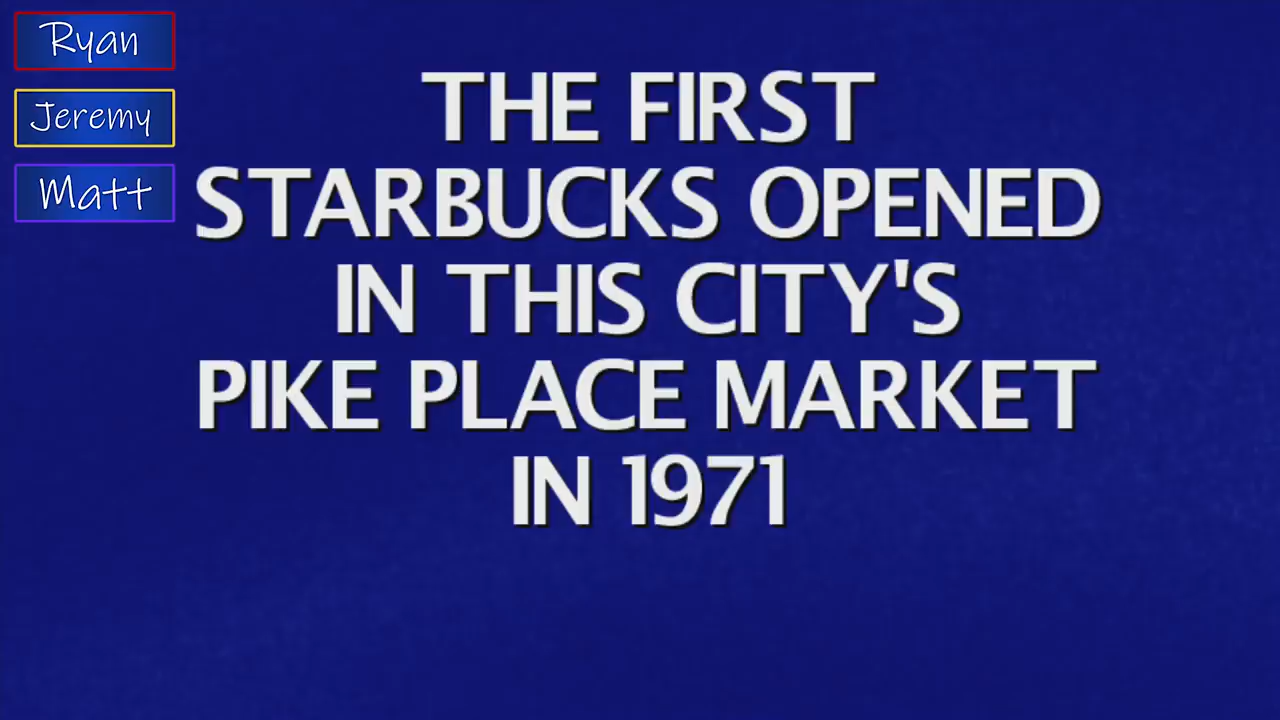 Ryan
Jeremy
Matt
THE FIRST
STARBUCKS OPENED
IN THIS CITY'S
PIKE PLACE MARKET
IN 1971